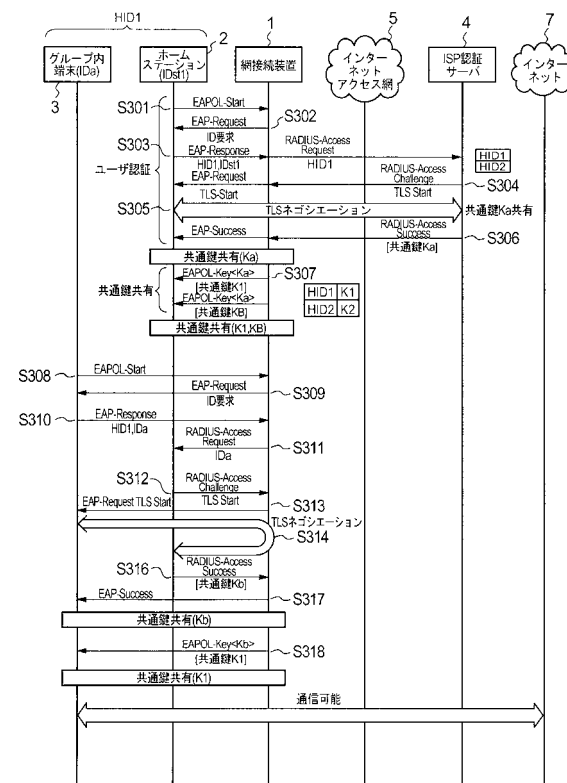 HID1
グループ内
端末(IDa)
3
ホーム
ステーション
(IDst1)
2
網接続装置
1
インター
ネット
アクセス網
5
ISP認証
サーバ
4
インター
ネット
7
S301
EAPOL-Start
EAP-Request
ID要求
S302
S303
EAP-Response
HID1,IDst1
RADIUS-Access
Request
HID1
HID1
HID2
ユーザ認証
EAP-Request
TLS-Start
RADIUS-Access
Challenge
TLS Start
S304
S305
TLSネゴシエーション
共通鍵Ka共有
EAP-Success
RADIUS-Access
Success
[共通鍵Ka]
S306
共通鍵共有(Ka)
共通鍵共有
EAPOL-Key<Ka>
[共通鍵K1]
S307
EAPOL-Key<Ka>
[共通鍵KB]
HID1 K1
HID2 K2
共通鍵共有(K1,KB)
S308
EAPOL-Start
EAP-Request
ID要求
S309
S310
EAP-Response
HID1,IDa
RADIUS-Access
Request
IDa
S311
S312
RADIUS-Access
Challenge
TLS Start
EAP-Request TLS Start
S313
TLSネゴシエーション
S314
S316
RADIUS-Access
Success
[共通鍵Kb]
EAP-Success
S317
共通鍵共有(Kb)
EAPOL-Key<Kb>
{共通鍵K1]
S318
共通鍵共有(K1)
通信可能